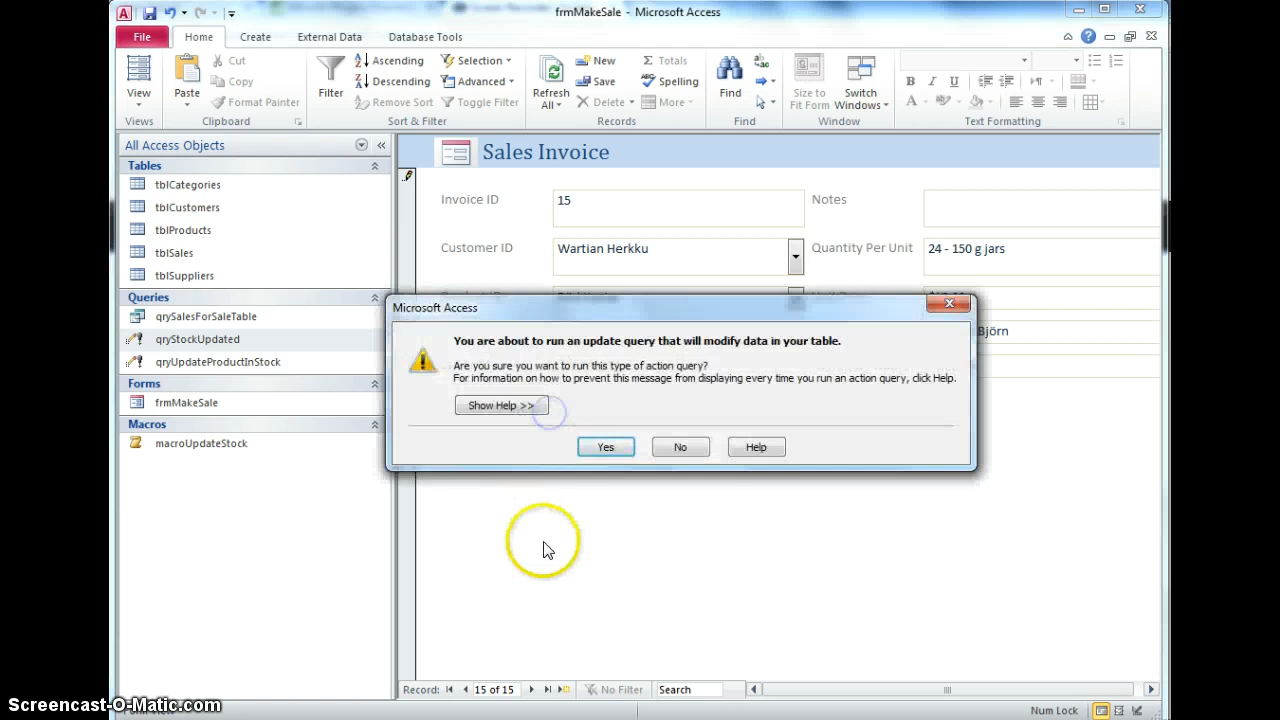 frmMakeSale - Microsoft Access
File Home Create External Data Database Tools
View
Views
Paste
Cut
Copy
Format Painter
Clipboard
Filter
Ascending
Descending
Remove Sort
Selection
Advanced
Toggle Filter
Sort & Filter
Refresh
All
New
Save
Delete
Totals
Spelling
More
Records
Find
Find
Size to
Fit Form
Switch
Windows
Window
B I U
A
Text Formatting
All Access Objects
Tables
tblCategories
tblCustomers
tblProducts
tblSales
tblSuppliers
Queries
qrySalesForSaleTable
qryStockUpdated
qryUpdateProductInStock
Forms
frmMakeSale
Macros
macroUpdateStock
Sales Invoice
Invoice ID 15 Notes
Customer ID Wartian Herkku Quantity Per Unit 24 - 150 g jars
Björn
Microsoft Access
You are about to run an update query that will modify data in your table.
Are you sure you want to run this type of action query?
For information on how to prevent this message from displaying every time you run an action query, click Help.
Show Help >>
Yes No Help
Record: 15 of 15 No Filter Search
Num Lock
Screencast-O-Matic.com